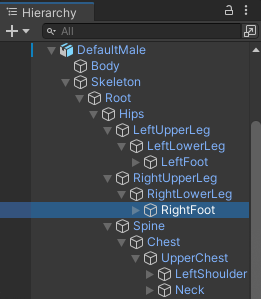 Hierarchy
All
DefaultMale
Body
Skeleton
Root
Hips
LeftUpperLeg
LeftLowerLeg
LeftFoot
RightUpperLeg
RightLowerLeg
RightFoot
Spine
Chest
UpperChest
LeftShoulder
Neck